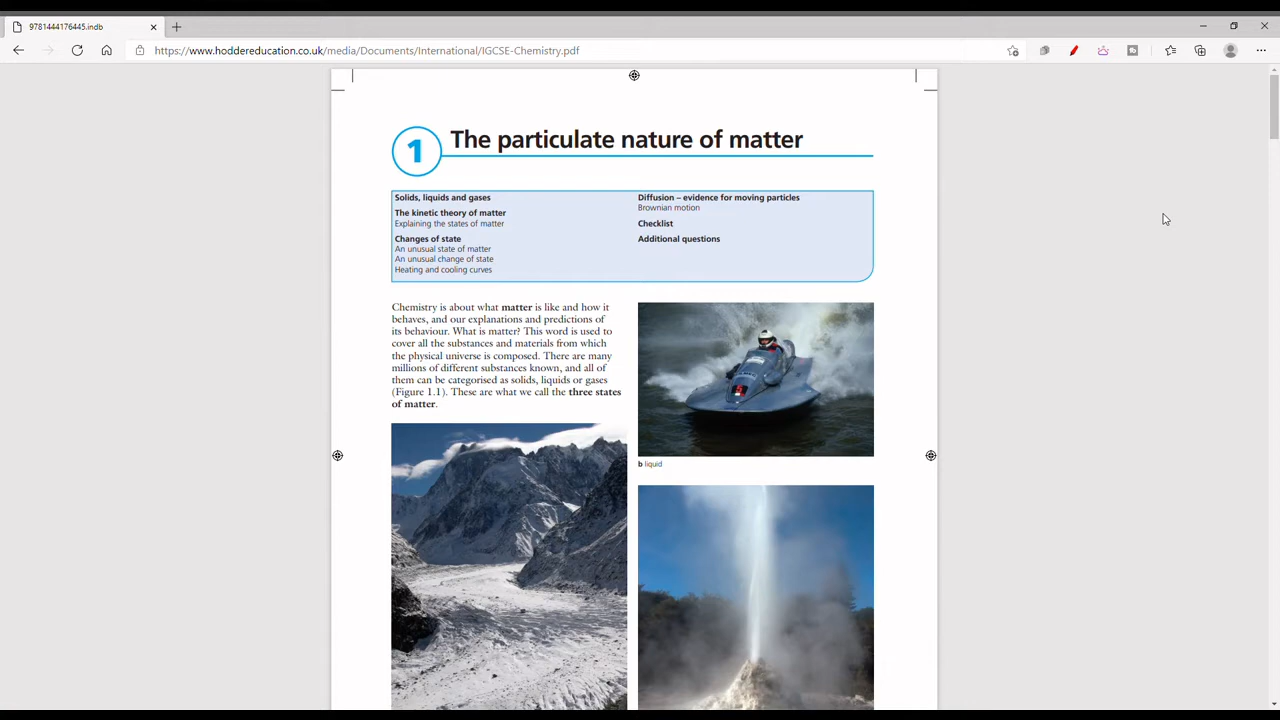 9781444176445.indb
https://www.hoddereducation.co.uk/media/Documents/International/IGCSE-Chemistry.pdf
1
The particulate nature of matter
Solids, liquids and gases
The kinetic theory of matter
Explaining the states of matter
Changes of state
An unusual state of matter
An unusual change of state
Heating and cooling curves
Diffusion – evidence for moving particles
Brownian motion
Checklist
Additional questions
Chemistry is about what matter is like and how it
behaves, and our explanations and predictions of
its behaviour. What is matter? This word is used to
cover all the substances and materials from which
the physical universe is composed. There are many
millions of different substances known, and all of
them can be categorised as solids, liquids or gases
(Figure 1.1). These are what we call the three states
of matter.
b liquid